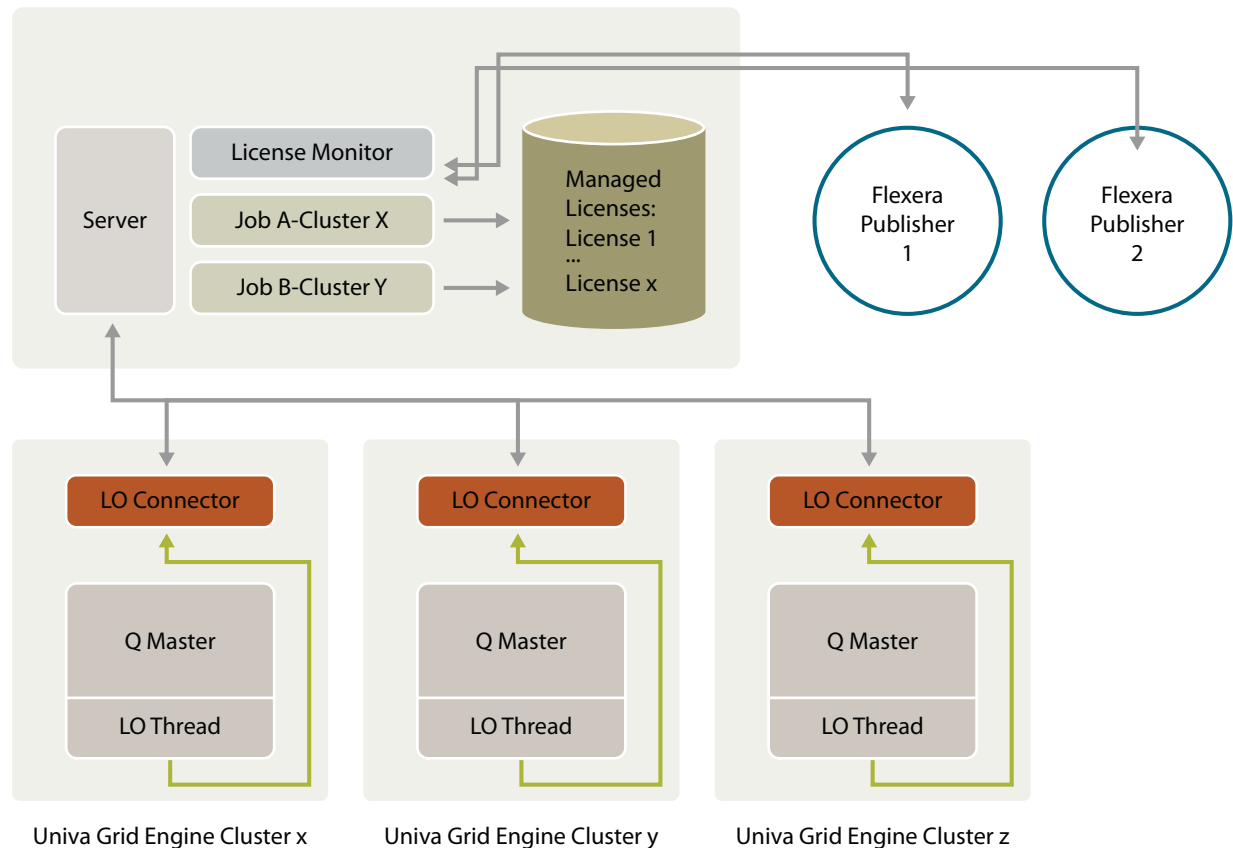 License Monitor
Server
Job A-Cluster X
Job B-Cluster Y
Managed
Licenses:
License 1
...
License x
Flexera
Publisher
1
Flexera
Publisher
2
LO Connector
LO Connector
LO Connector
Q Master
Q Master
Q Master
LO Thread
LO Thread
LO Thread
Univa Grid Engine Cluster x
Univa Grid Engine Cluster y
Univa Grid Engine Cluster z